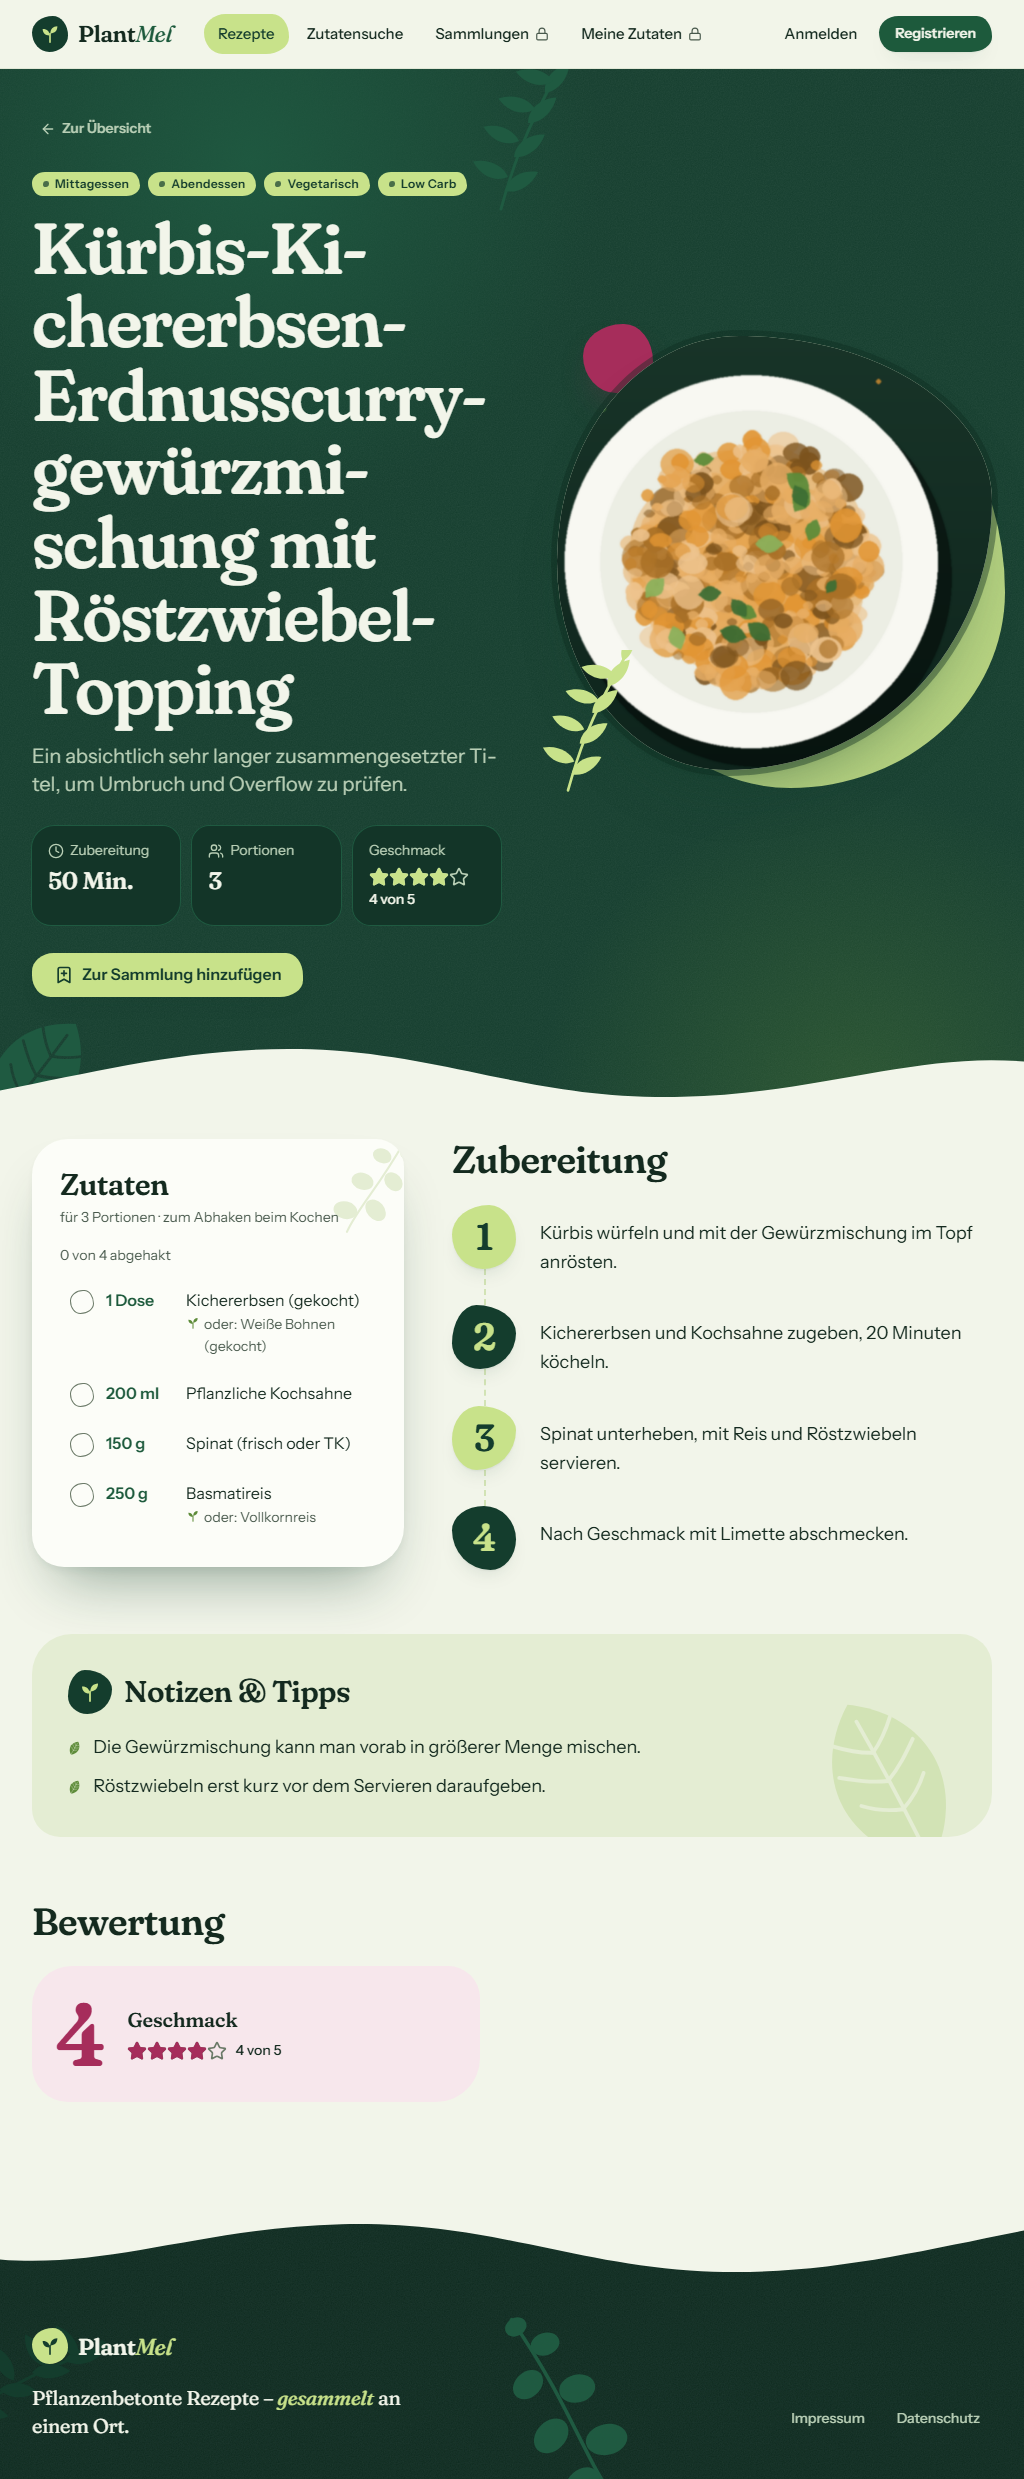 PlantMel
Rezepte
Zutatensuche
Sammlungen
Meine Zutaten
Anmelden
Registrieren
Zur Übersicht
Mittagessen
Abendessen
Vegetarisch
Low Carb
Kürbis-Ki-
chererbsen-
Erdnusscurry-
gewürzmi-
schung mit
Röstzwiebel-
Topping
Ein absichtlich sehr langer zusammengesetzter Ti-
tel, um Umbruch und Overflow zu prüfen.
Zubereitung
50 Min.
Portionen
3
Geschmack
4 von 5
Zur Sammlung hinzufügen
Zutaten
für 3 Portionen · zum Abhaken beim Kochen
0 von 4 abgehakt
1 Dose Kichererbsen (gekocht)
oder: Weiße Bohnen
(gekocht)
200 ml Pflanzliche Kochsahne
150 g Spinat (frisch oder TK)
250 g Basmatireis
oder: Vollkornreis
Zubereitung
1
Kürbis würfeln und mit der Gewürzmischung im Topf
anrösten.
2
Kichererbsen und Kochsahne zugeben, 20 Minuten
köcheln.
3
Spinat unterheben, mit Reis und Röstzwiebeln
servieren.
4
Nach Geschmack mit Limette abschmecken.
Notizen & Tipps
Die Gewürzmischung kann man vorab in größerer Menge mischen.
Röstzwiebeln erst kurz vor dem Servieren daraufgeben.
Bewertung
4
Geschmack
4 von 5
PlantMel
Pflanzenbetonte Rezepte – gesammelt an
einem Ort.
Impressum
Datenschutz